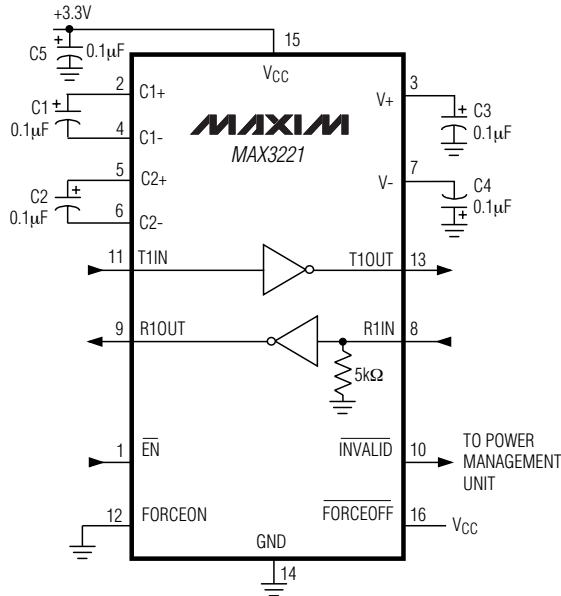 +3.3V
C5
+
0.1μF
15
VCC
2
C1+
C1
+
0.1μF
4
C1-
5
C2+
C2
+
0.1μF
6
C2-
MAXIM
MAX3221
3
V+
+
C3
0.1μF
7
V-
C4
+
0.1μF
11
T1IN
T1OUT
13
9
R1OUT
R1IN
8
5kΩ
1
EN
INVALID
10
TO POWER
MANAGEMENT
UNIT
12
FORCEON
FORCEOFF
16
VCC
GND
14